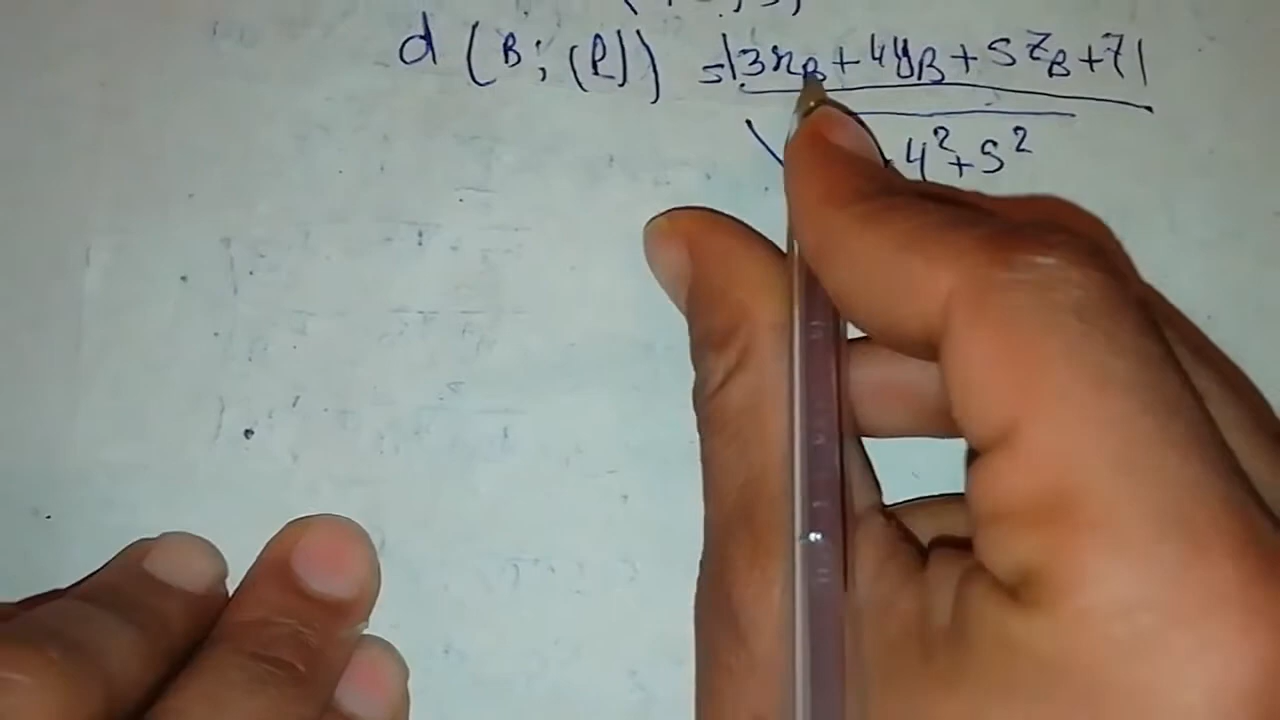 d (B; (P)) = |3x_B + 4y_B + 5z_B + 7|
4² + 5²